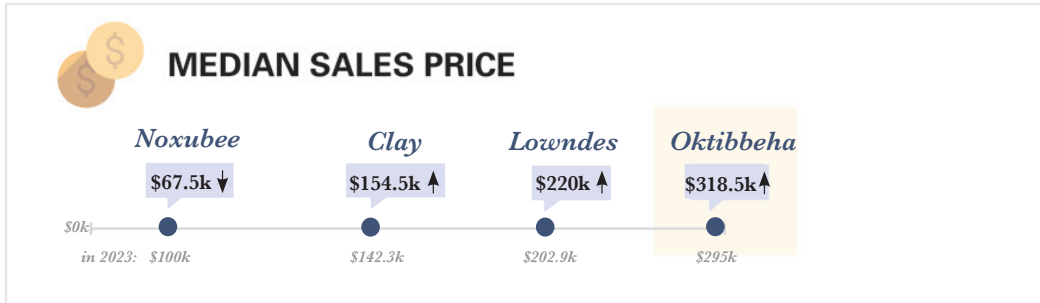 MEDIAN SALES PRICE
Noxubee Clay Lowndes Oktibbeha
$67.5k $154.5k $220k $318.5k
$0k
in 2023: $100k $142.3k $202.9k $295k